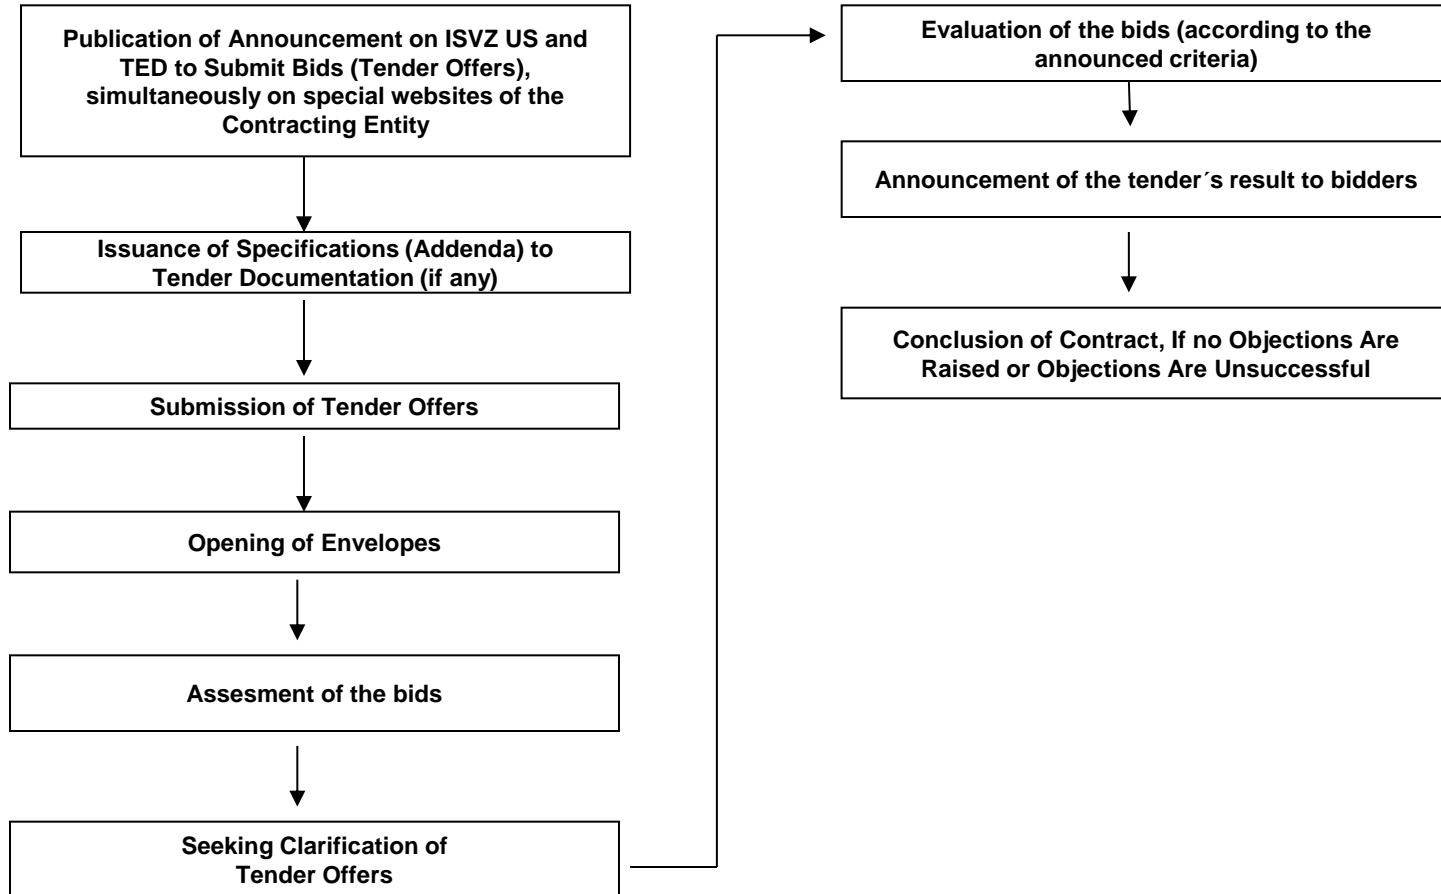 Publication of Announcement on ISVZ US and
TED to Submit Bids (Tender Offers),
simultaneously on special websites of the
Contracting Entity
Issuance of Specifications (Addenda) to
Tender Documentation (if any)
Submission of Tender Offers
Opening of Envelopes
Assesment of the bids
Seeking Clarification of
Tender Offers
Evaluation of the bids (according to the
announced criteria)
Announcement of the tender´s result to bidders
Conclusion of Contract, If no Objections Are
Raised or Objections Are Unsuccessful